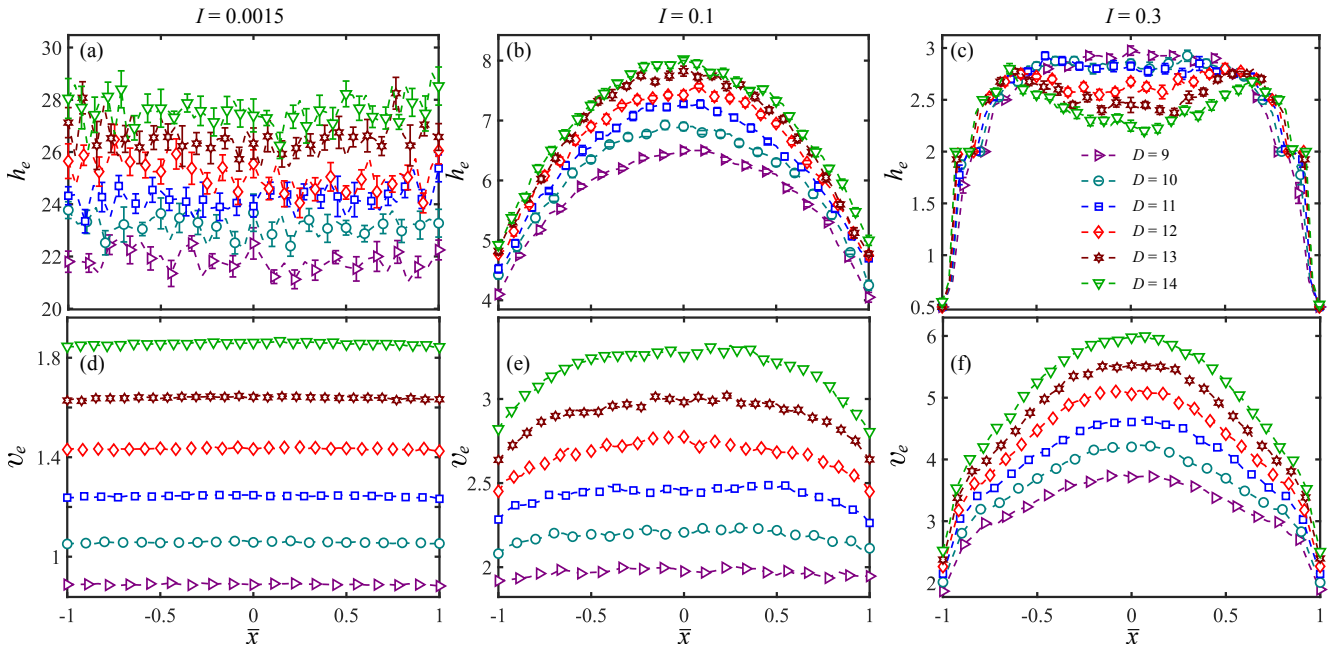 I = 0.0015
I = 0.1
I = 0.3
(a)
30
28
26
24
22
20
h_e
(b)
8
7
6
5
4
h_e
(c)
3
2.5
2
1
0.5
h_e
D = 9
D = 10
D = 11
D = 12
D = 13
D = 14
(d)
1.8
1.4
1
v_e
-1
-0.5
0
0.5
1
x̅
(e)
3
2.5
2
v_e
-1
-0.5
0
0.5
1
x̅
(f)
6
5
4
3
2
v_e
-1
-0.5
0
0.5
1
x̅